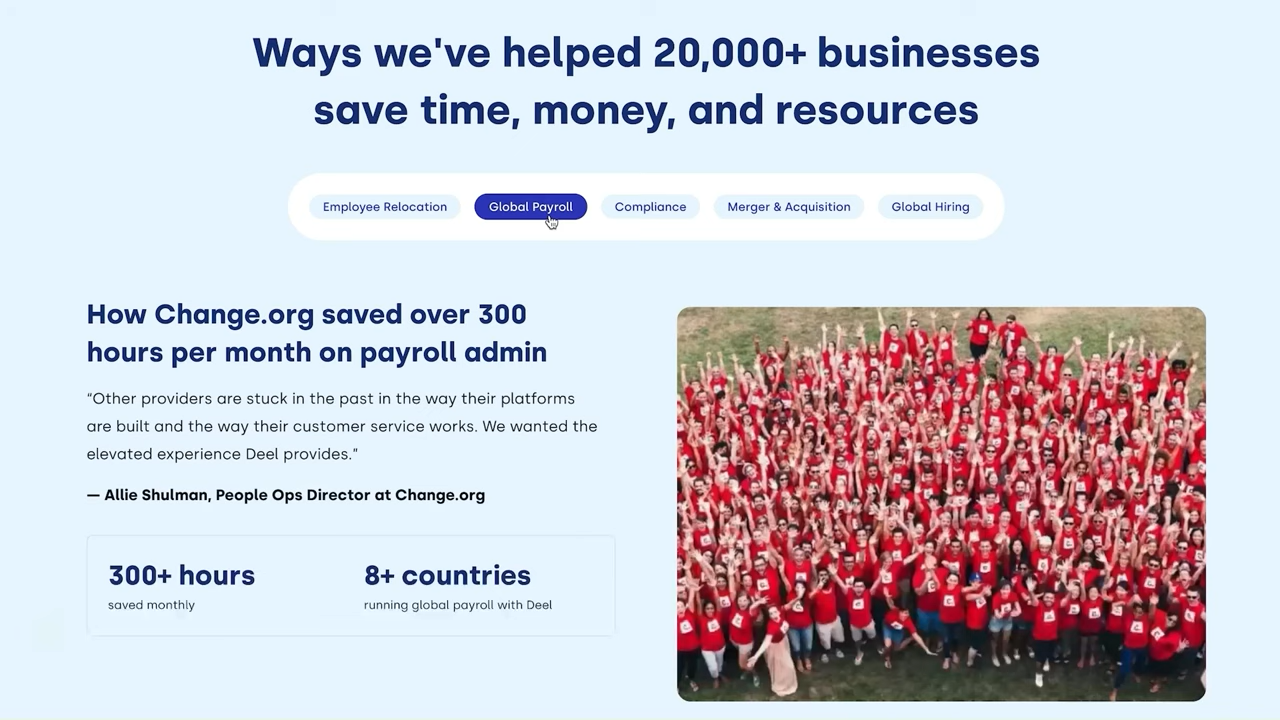 Ways we've helped 20,000+ businesses
save time, money, and resources
Employee Relocation
Global Payroll
Compliance
Merger & Acquisition
Global Hiring
How Change.org saved over 300
hours per month on payroll admin
“Other providers are stuck in the past in the way their platforms
are built and the way their customer service works. We wanted the
elevated experience Deel provides.”
— Allie Shulman, People Ops Director at Change.org
300+ hours
saved monthly
8+ countries
running global payroll with Deel